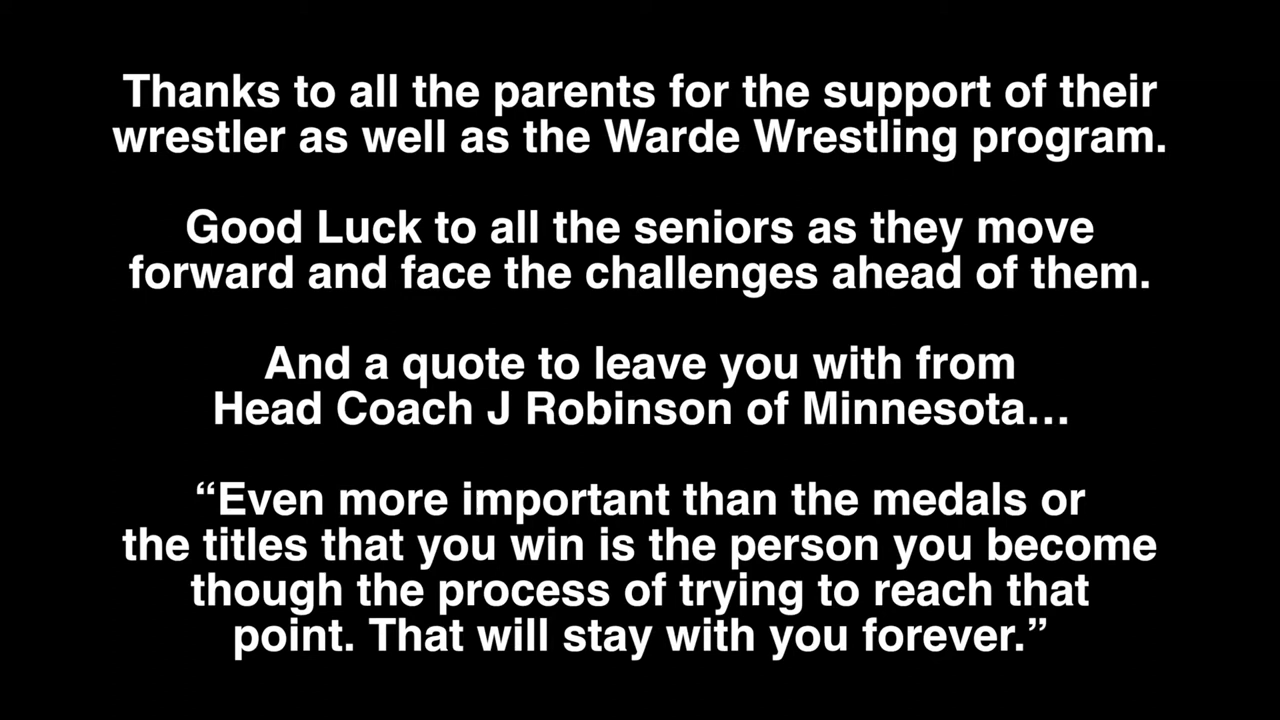 Thanks to all the parents for the support of their
wrestler as well as the Warde Wrestling program.
Good Luck to all the seniors as they move
forward and face the challenges ahead of them.
And a quote to leave you with from
Head Coach J Robinson of Minnesota…
“Even more important than the medals or
the titles that you win is the person you become
though the process of trying to reach that
point. That will stay with you forever.”